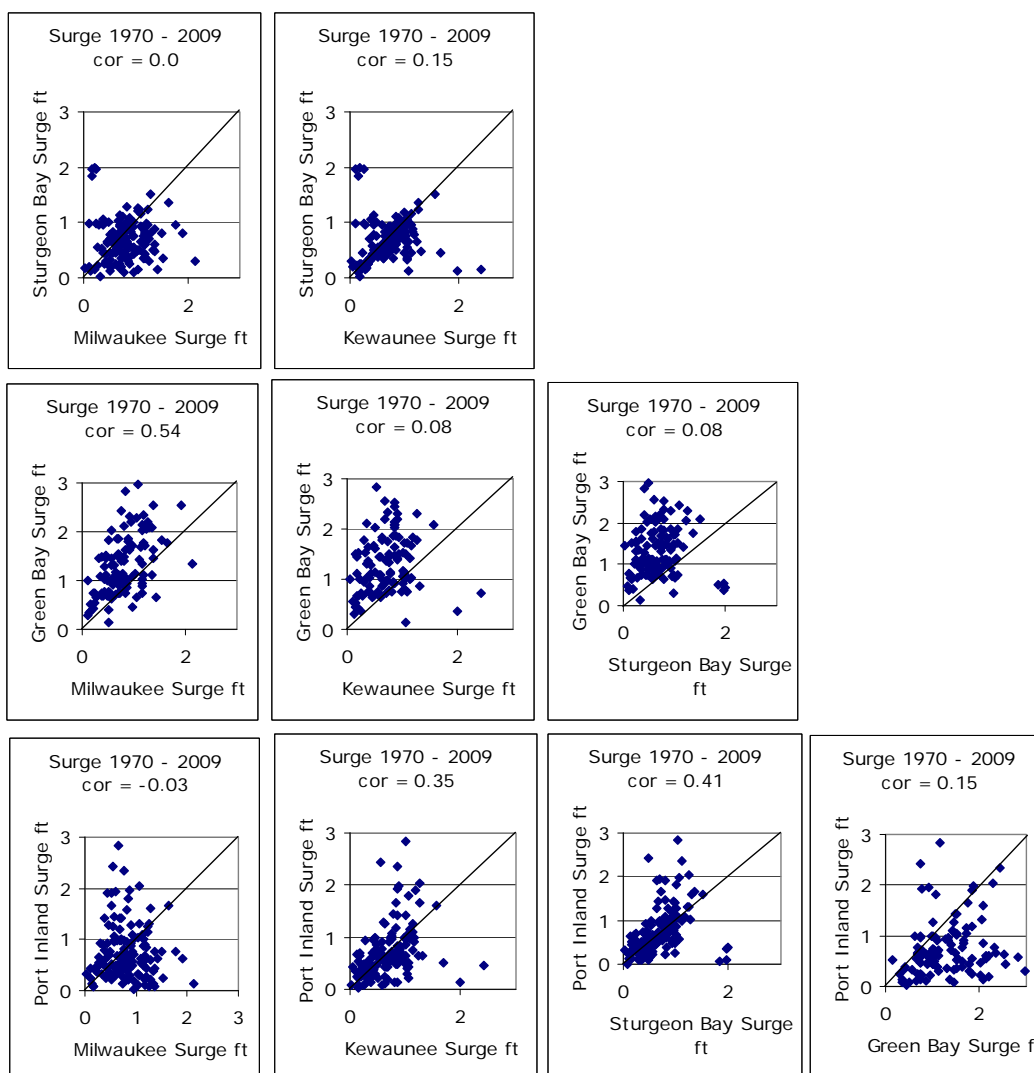 Surge 1970 - 2009
cor = 0.0
Sturgeon Bay Surge ft
3
2
1
0
0 2
Milwaukee Surge ft
Surge 1970 - 2009
cor = 0.15
Sturgeon Bay Surge ft
3
2
1
0
0 2
Kewaunee Surge ft
Surge 1970 - 2009
cor = 0.54
Green Bay Surge ft
3
2
1
0
0 2
Milwaukee Surge ft
Surge 1970 - 2009
cor = 0.08
Green Bay Surge ft
3
2
1
0
0 2
Kewaunee Surge ft
Surge 1970 - 2009
cor = 0.08
Green Bay Surge ft
3
2
1
0
0 2
Sturgeon Bay Surge
ft
Surge 1970 - 2009
cor = -0.03
Port Inland Surge ft
3
2
1
0
0 1 2 3
Milwaukee Surge ft
Surge 1970 - 2009
cor = 0.35
Port Inland Surge ft
3
2
1
0
0 2
Kewaunee Surge ft
Surge 1970 - 2009
cor = 0.41
Port Inland Surge ft
3
2
1
0
0 2
Sturgeon Bay Surge
ft
Surge 1970 - 2009
cor = 0.15
Port Inland Surge ft
3
2
1
0
0 1 2 3
Green Bay Surge f